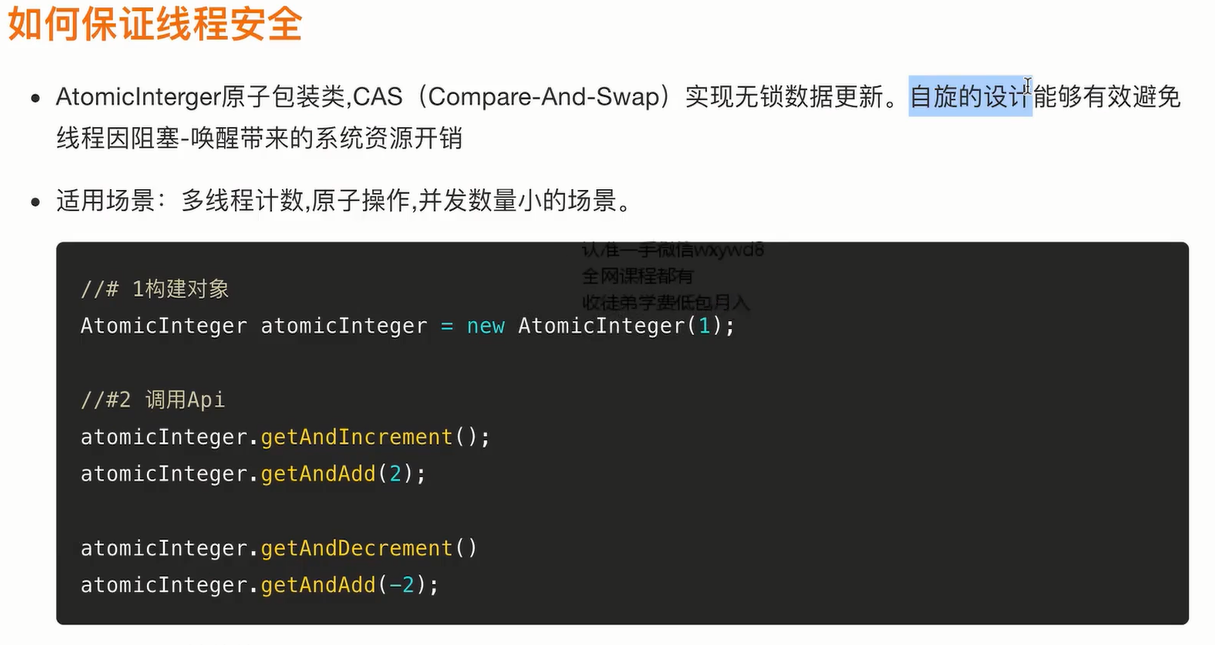 如何保证线程安全
AtomicInterger原子包装类,CAS（Compare-And-Swap）实现无锁数据更新。自旋的设计能够有效避免
线程因阻塞-唤醒带来的系统资源开销
适用场景：多线程计数,原子操作,并发数量小的场景。
认准一手微信wxywd8
全网课程都有
收徒弟学费低包月入
//# 1构建对象
AtomicInteger atomicInteger = new AtomicInteger(1);
//#2 调用Api
atomicInteger.getAndIncrement();
atomicInteger.getAndAdd(2);
atomicInteger.getAndDecrement()
atomicInteger.getAndAdd(-2);